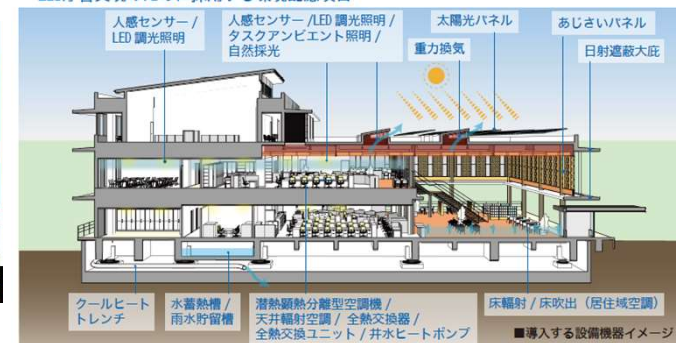 人感センサー/
LED 調光照明
人感センサー /LED 調光照明 /
タスクアンビエント照明 /
自然採光
太陽光パネル
重力換気
あじさいパネル
日射遮蔽大庇
クールヒート
トレンチ
水蓄熱槽 /
雨水貯留槽
潜熱顕熱分離型空調機 /
天井輻射空調 / 全熱交換器 /
全熱交換ユニット / 井水ヒートポンプ
床輻射 / 床吹出（居住域空調）
■導入する設備機器イメージ